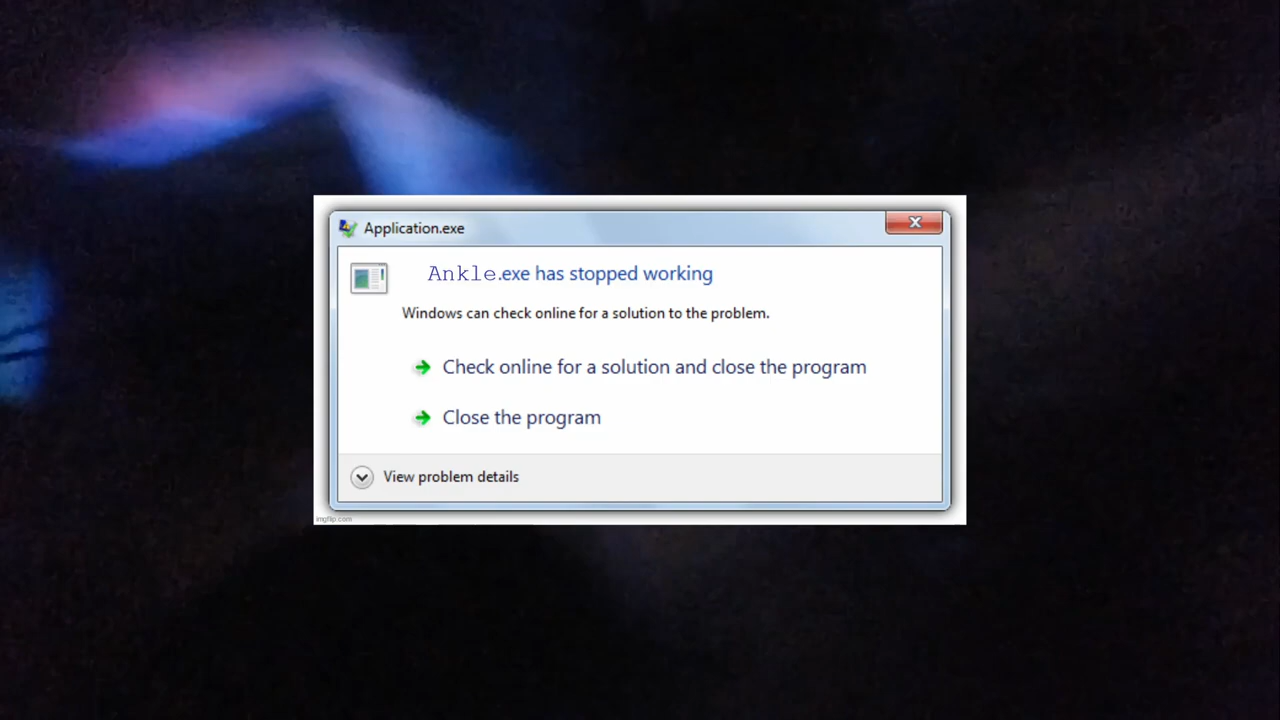 Application.exe
Ankle.exe has stopped working
Windows can check online for a solution to the problem.
Check online for a solution and close the program
Close the program
View problem details
imgflip.com